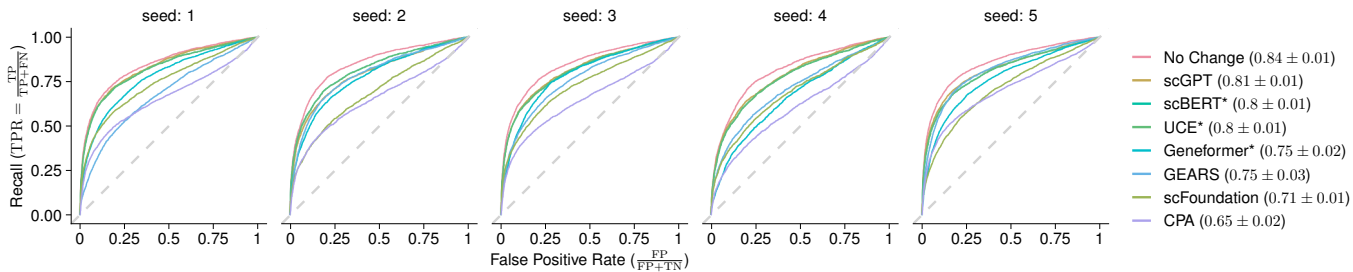 seed: 1
seed: 2
seed: 3
seed: 4
seed: 5
Recall (TPR = TP/TP+FN)
1.00
0.75
0.50
0.25
0.00
0 0.25 0.50 0.75 1
0 0.25 0.50 0.75 1
0 0.25 0.50 0.75 1
0 0.25 0.50 0.75 1
0 0.25 0.50 0.75 1
False Positive Rate (FP/FP+TN)
No Change (0.84 ± 0.01)
scGPT (0.81 ± 0.01)
scBERT* (0.8 ± 0.01)
UCE* (0.8 ± 0.01)
Geneformer* (0.75 ± 0.02)
GEARS (0.75 ± 0.03)
scFoundation (0.71 ± 0.01)
CPA (0.65 ± 0.02)